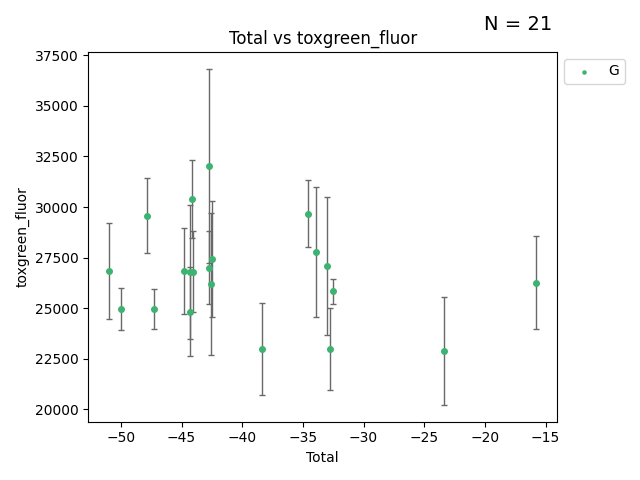 N = 21
Total vs toxgreen_fluor
G
37500
35000
32500
30000
27500
25000
22500
20000
toxgreen_fluor
−50 −45 −40 −35 −30 −25 −20 −15
Total